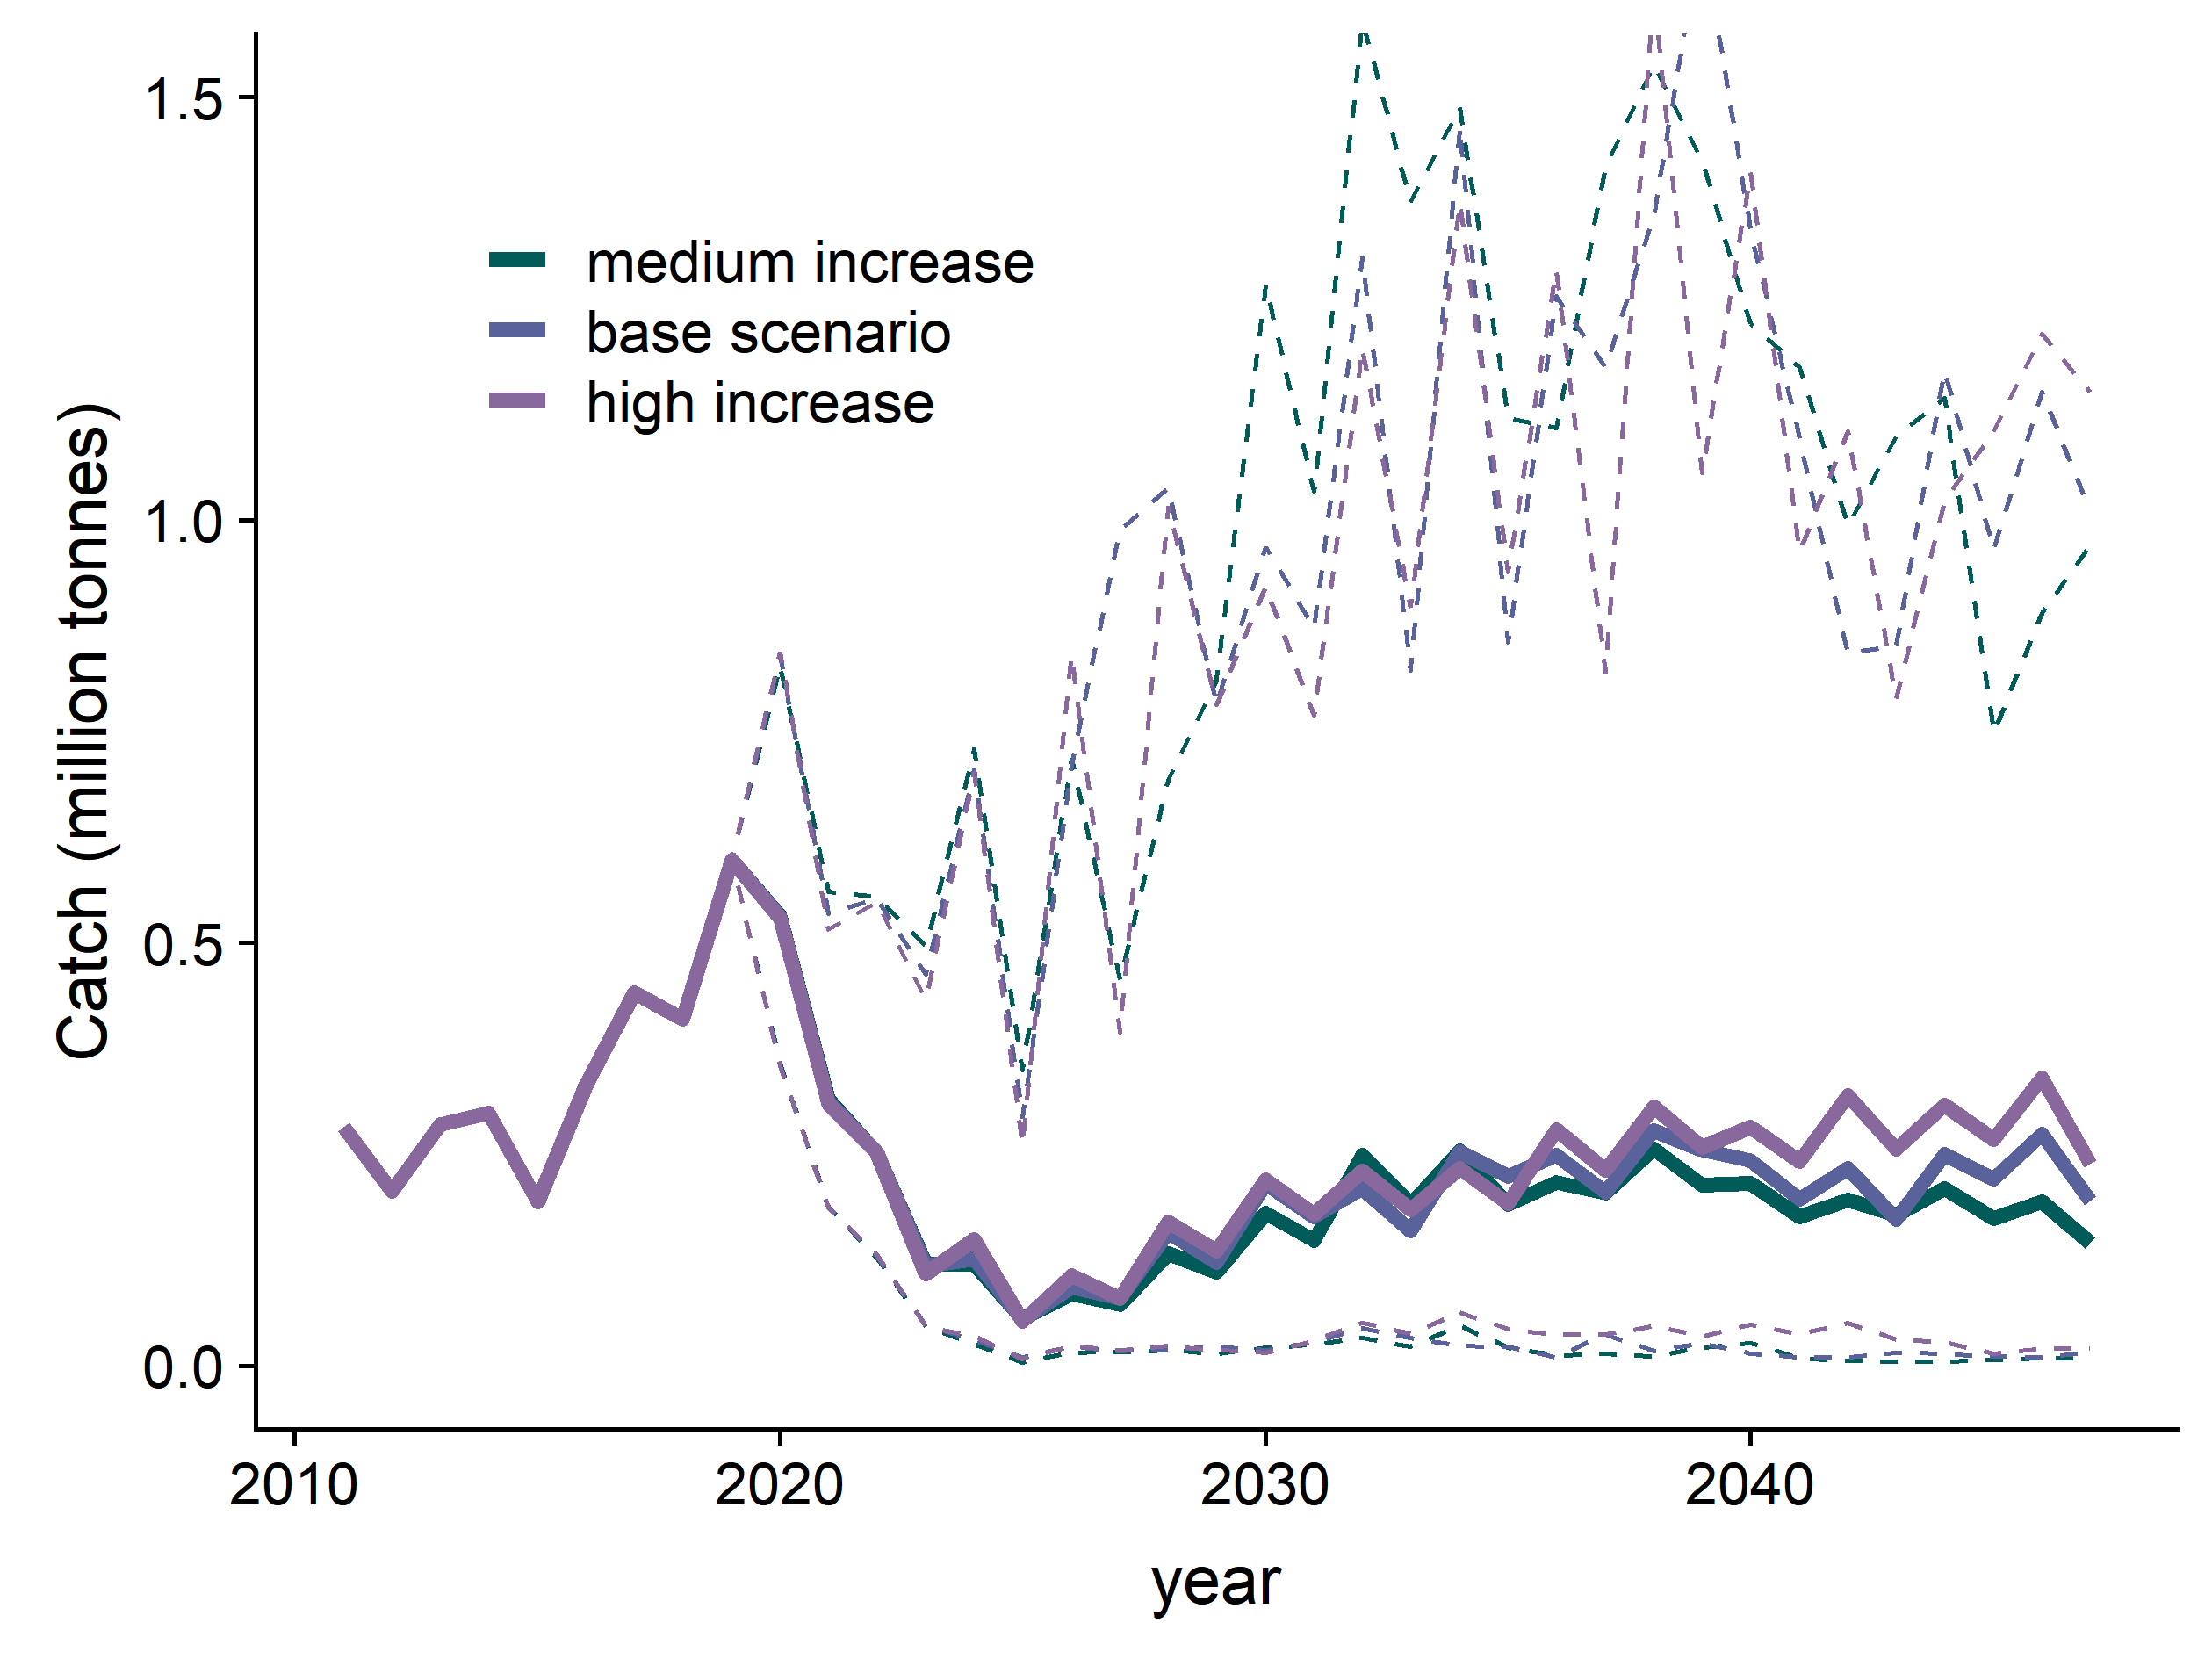 1.5
1.0
0.5
0.0
Catch (million tonnes)
medium increase
base scenario
high increase
2010 2020 2030 2040
year